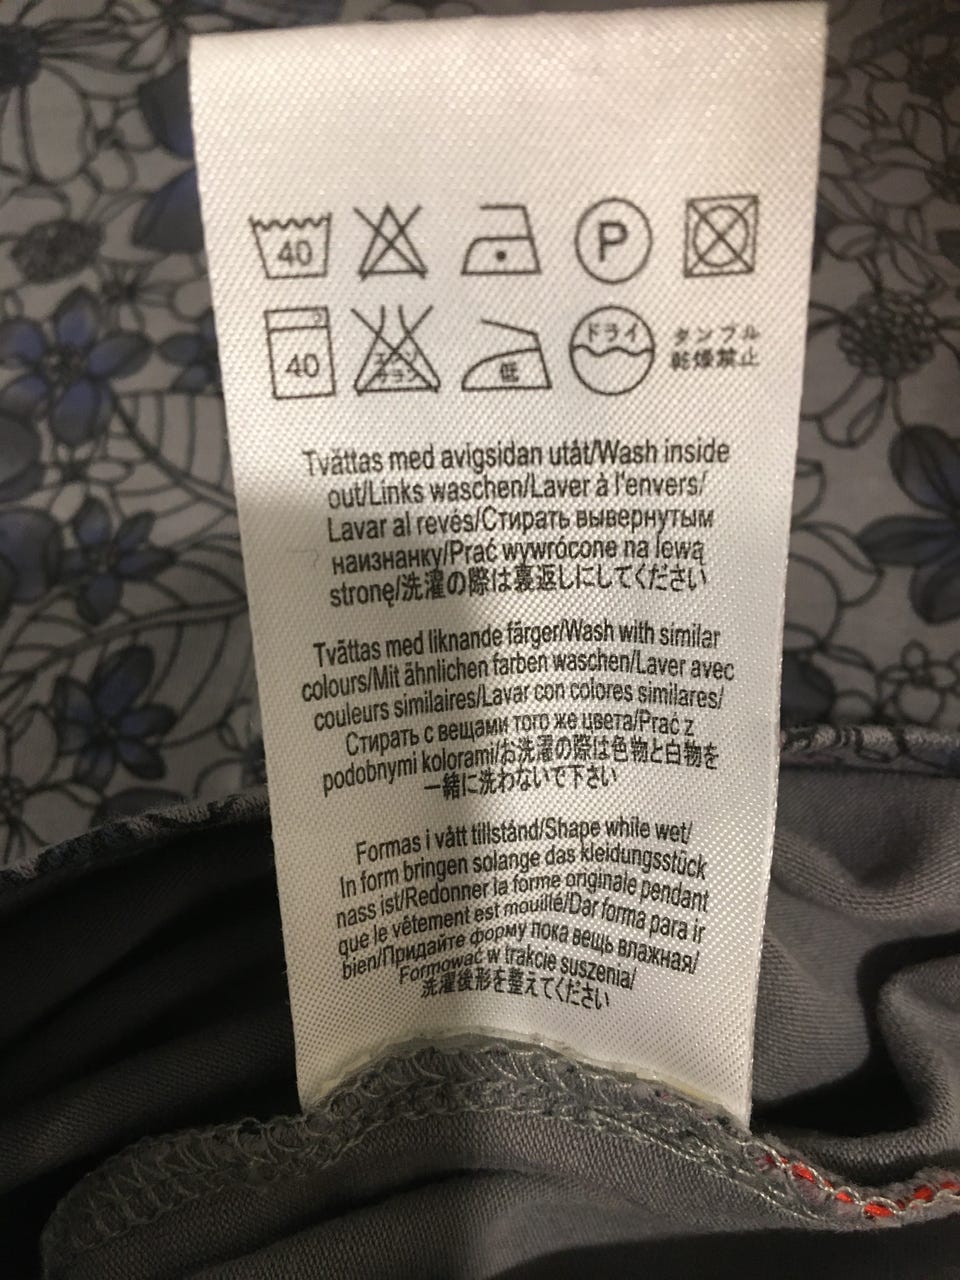 40 P
40 エンソ サラシ 低 ドライ タンブル
乾燥禁止
Tvättas med avigsidan utåt/Wash inside
out/Links waschen/Laver à l'envers/
Lavar al revés/Стирать вывернутым
наизнанку/Prać wywrócone na lewą
stronę/洗濯の際は裏返しにしてください
Tvättas med liknande färger/Wash with similar
colours/Mit ähnlichen farben waschen/Laver avec
couleurs similaires/Lavar con colores similares/
Стирать с вещами того же цвета/Prać z
podobnymi kolorami/お洗濯の際は色物と白物を
一緒に洗わないで下さい
Formas i vått tillstånd/Shape while wet/
In form bringen solange das kleidungsstück
nass ist/Redonner la forme originale pendant
que le vêtement est mouillé/Dar forma para ir
bien/Придайте форму пока вещь влажная/
Formować w trakcie suszenia/
洗濯後形を整えてください